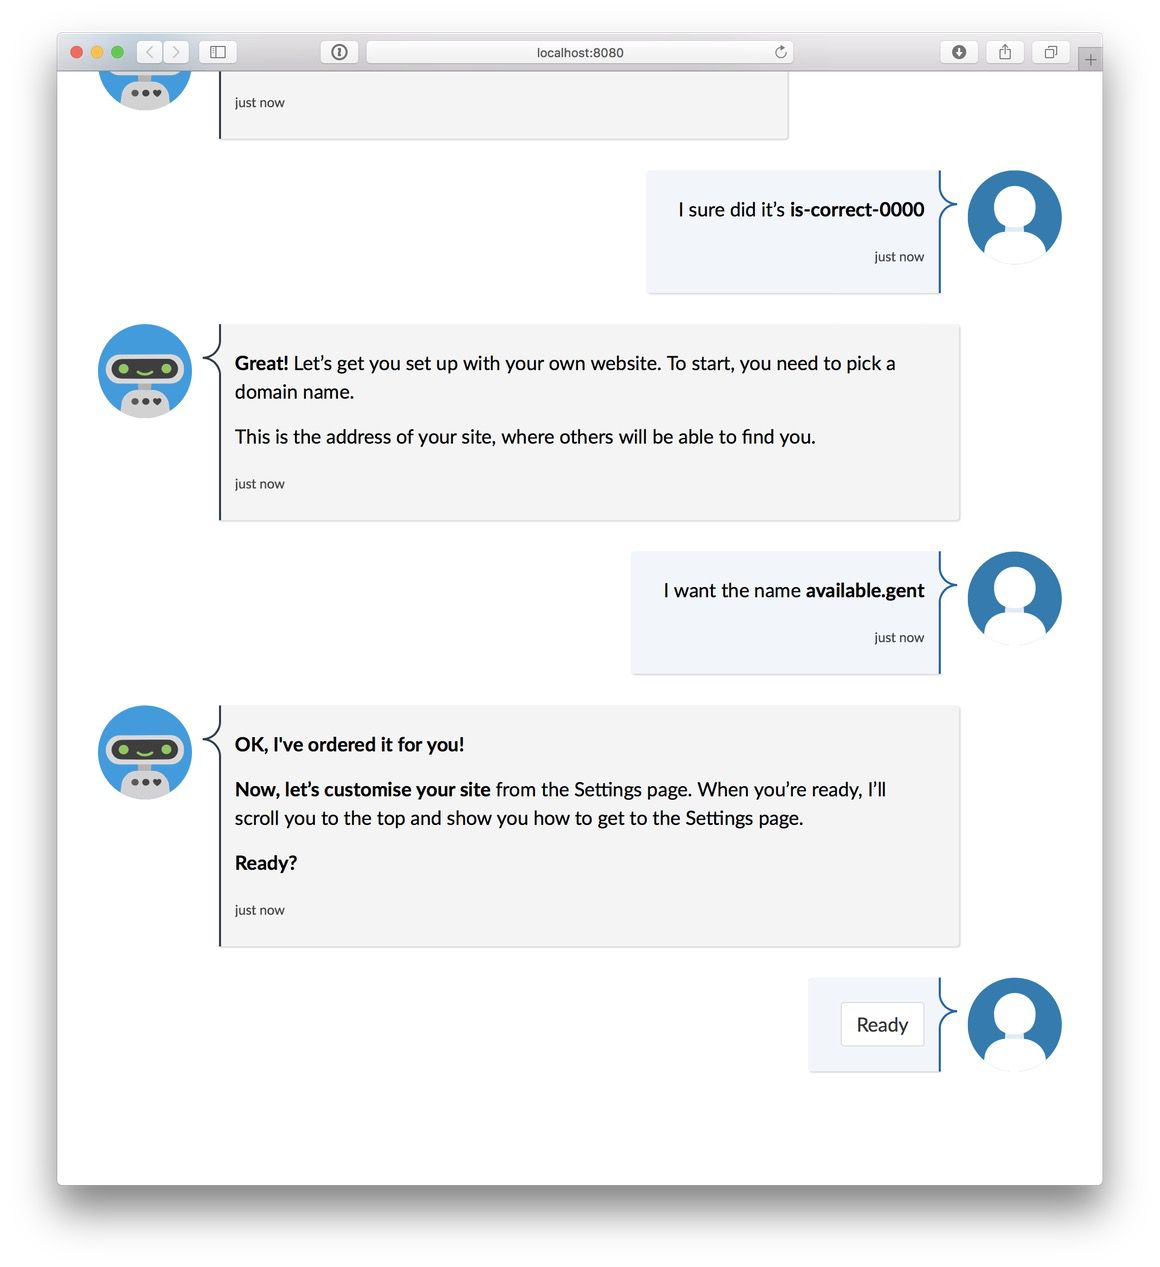 localhost:8080
just now
I sure did it’s is-correct-0000
just now
Great! Let’s get you set up with your own website. To start, you need to pick a
domain name.
This is the address of your site, where others will be able to find you.
just now
I want the name available.gent
just now
OK, I've ordered it for you!
Now, let’s customise your site from the Settings page. When you’re ready, I’ll
scroll you to the top and show you how to get to the Settings page.
Ready?
just now
Ready